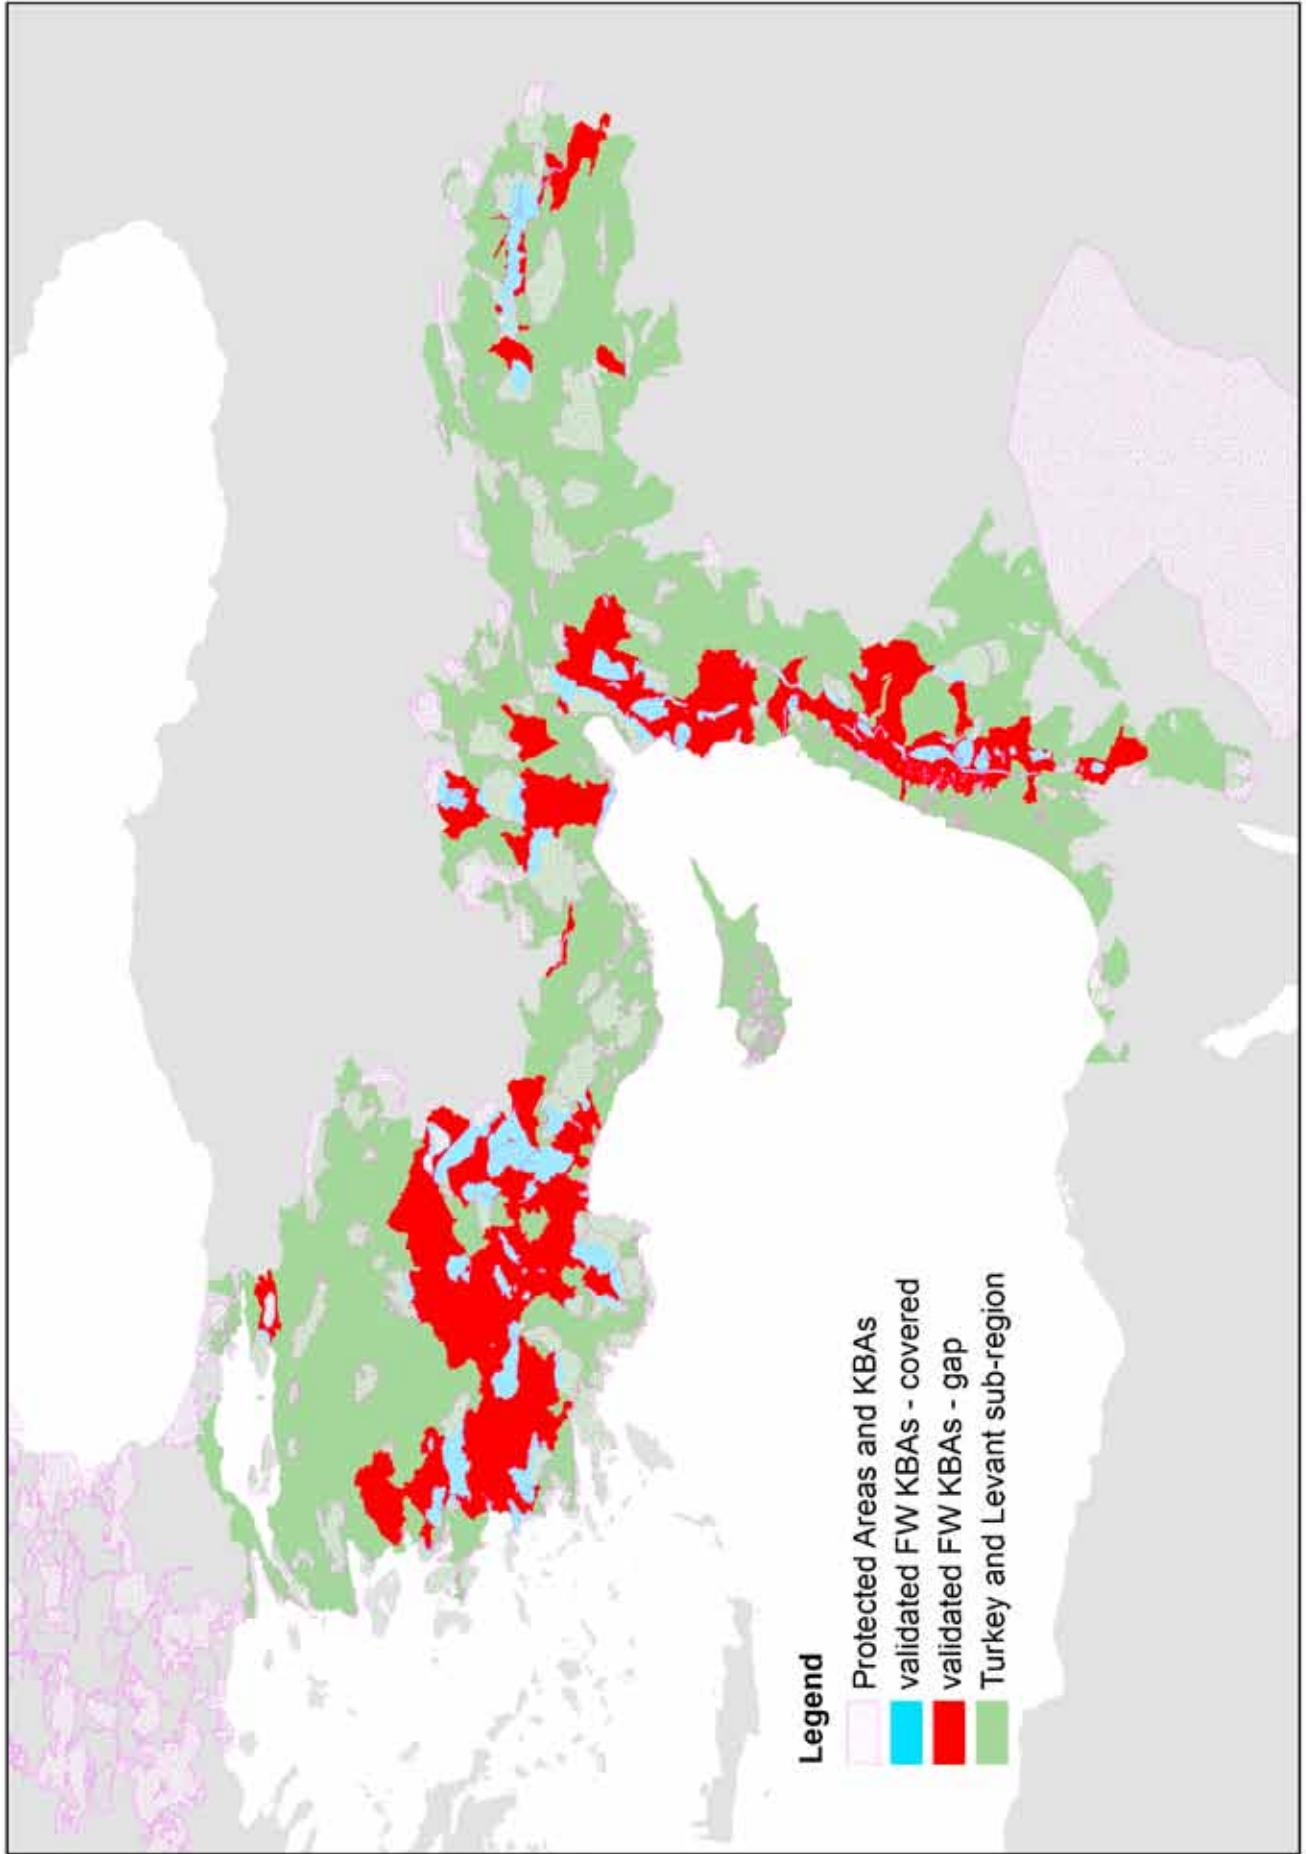 Legend
Protected Areas and KBAs
validated FW KBAs - covered
validated FW KBAs - gap
Turkey and Levant sub-region